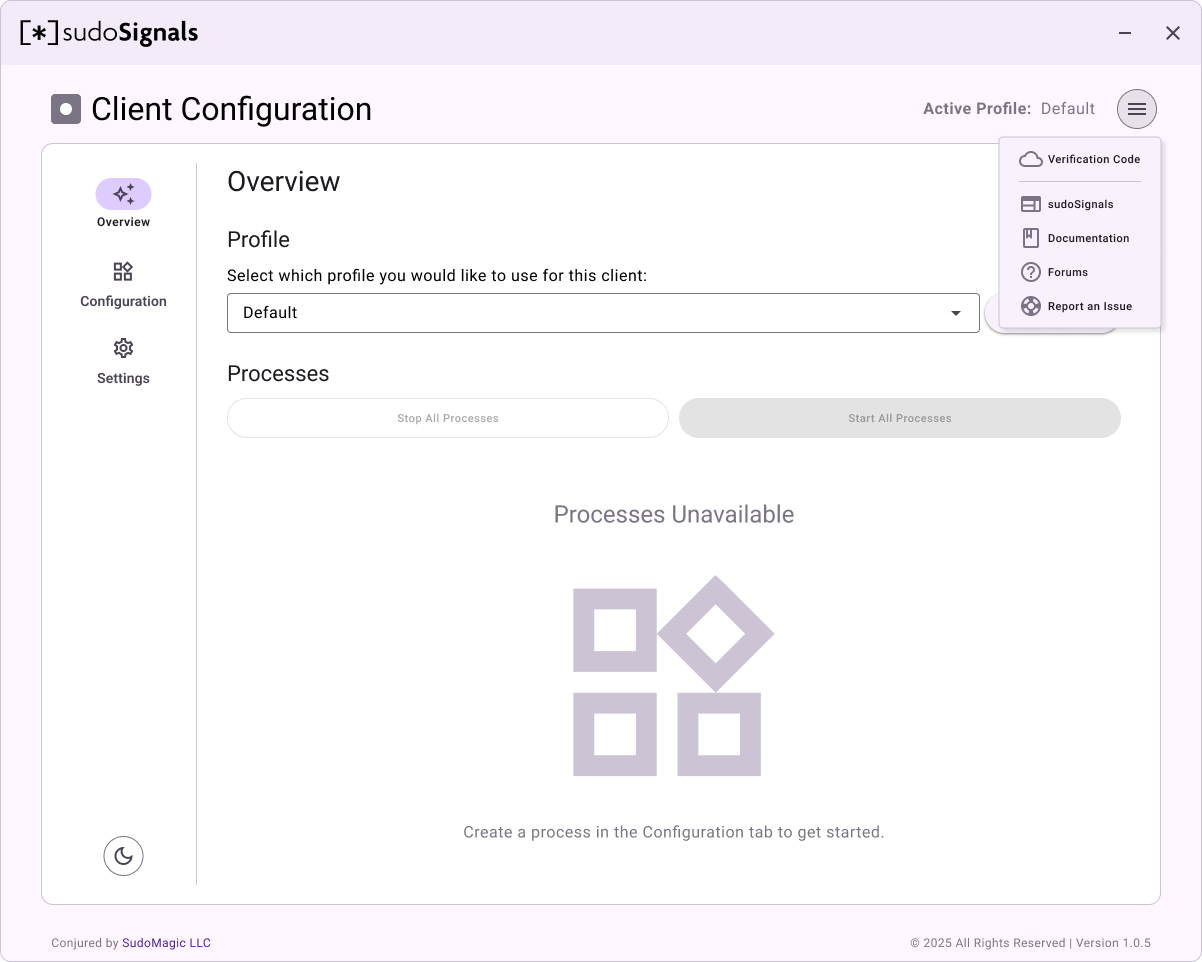 [*]sudoSignals
Client Configuration
Active Profile: Default
Verification Code
sudoSignals
Documentation
Forums
Report an Issue
Overview
Configuration
Settings
Overview
Profile
Select which profile you would like to use for this client:
Default
Processes
Stop All Processes
Start All Processes
Processes Unavailable
Create a process in the Configuration tab to get started.
Conjured by SudoMagic LLC
© 2025 All Rights Reserved | Version 1.0.5